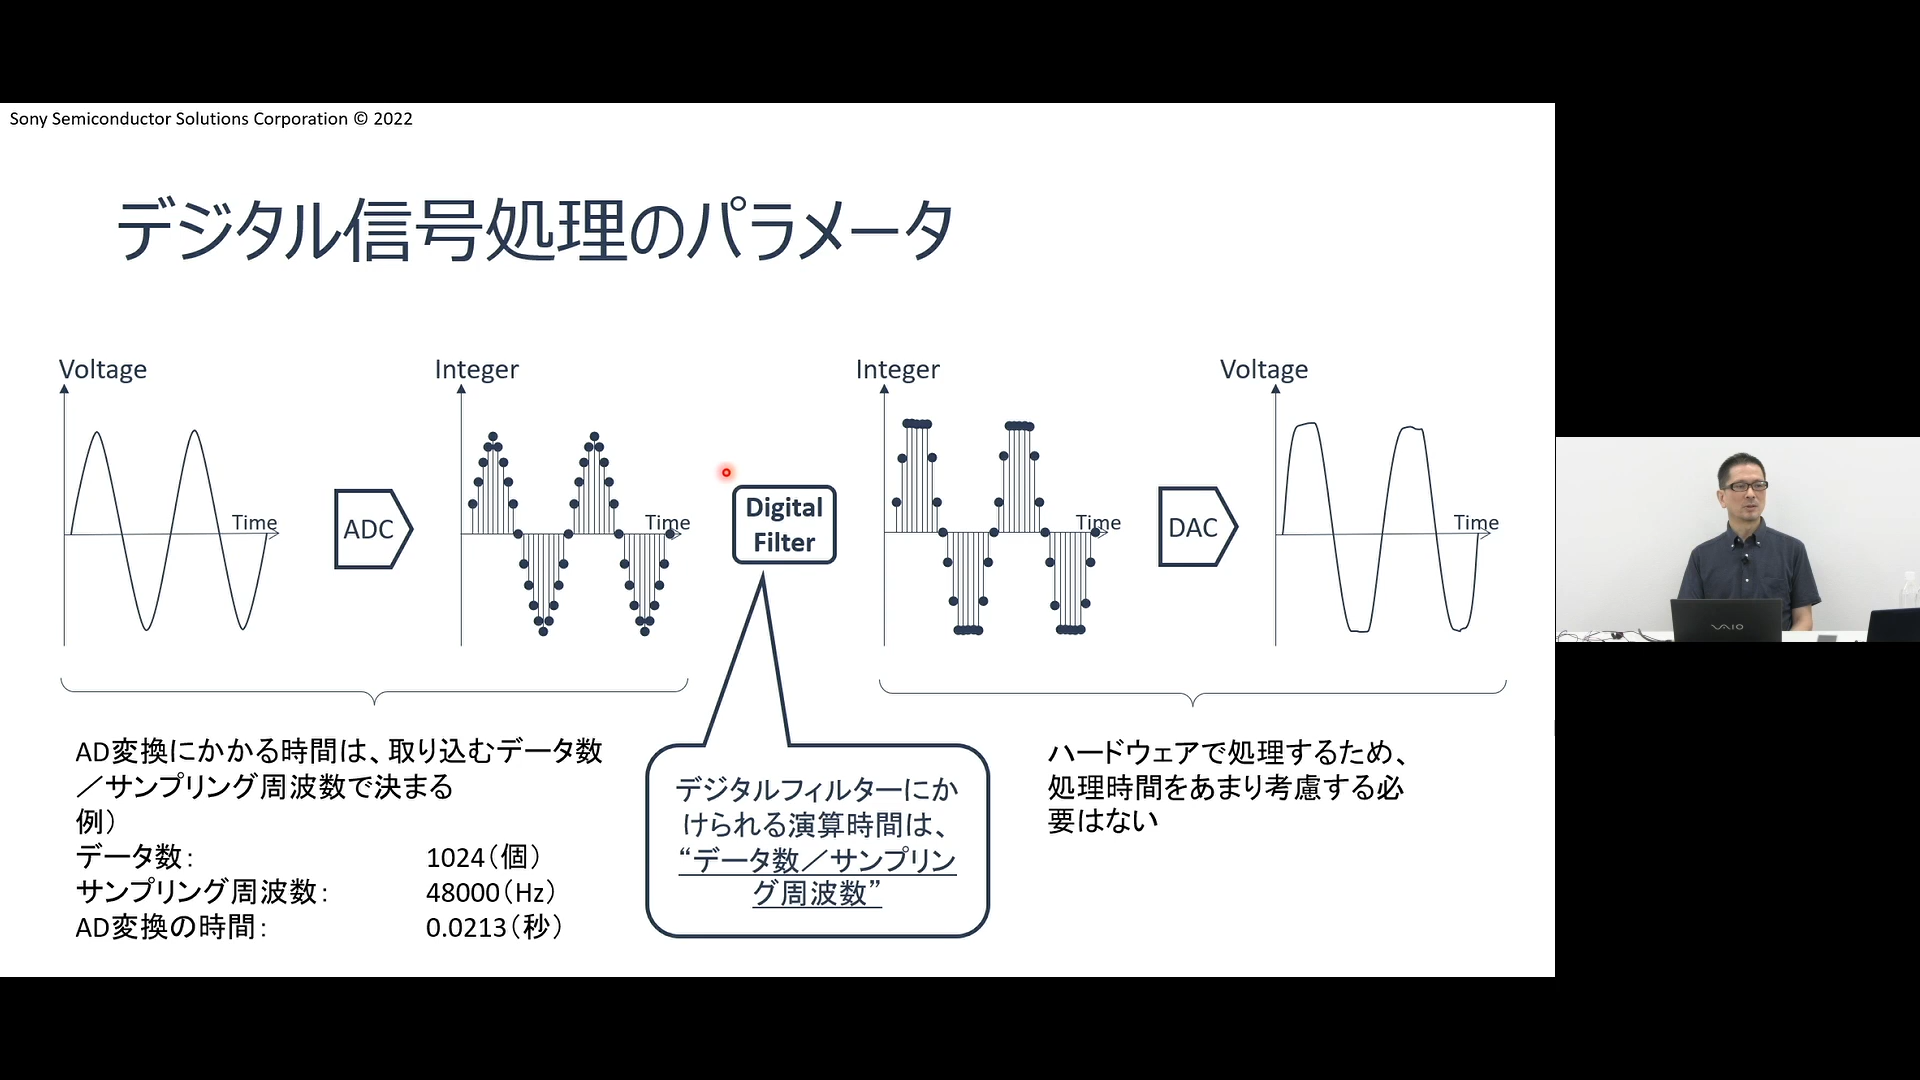 Sony Semiconductor Solutions Corporation © 2022
デジタル信号処理のパラメータ
Voltage
Time
ADC
Integer
Time
Digital
Filter
Integer
Time
DAC
Voltage
Time
AD変換にかかる時間は、取り込むデータ数
／サンプリング周波数で決まる
例）
データ数： 1024（個）
サンプリング周波数： 48000（Hz）
AD変換の時間： 0.0213（秒）
デジタルフィルターにか
けられる演算時間は、
“データ数／サンプリン
グ周波数”
ハードウェアで処理するため、
処理時間をあまり考慮する必
要はない
VAIO